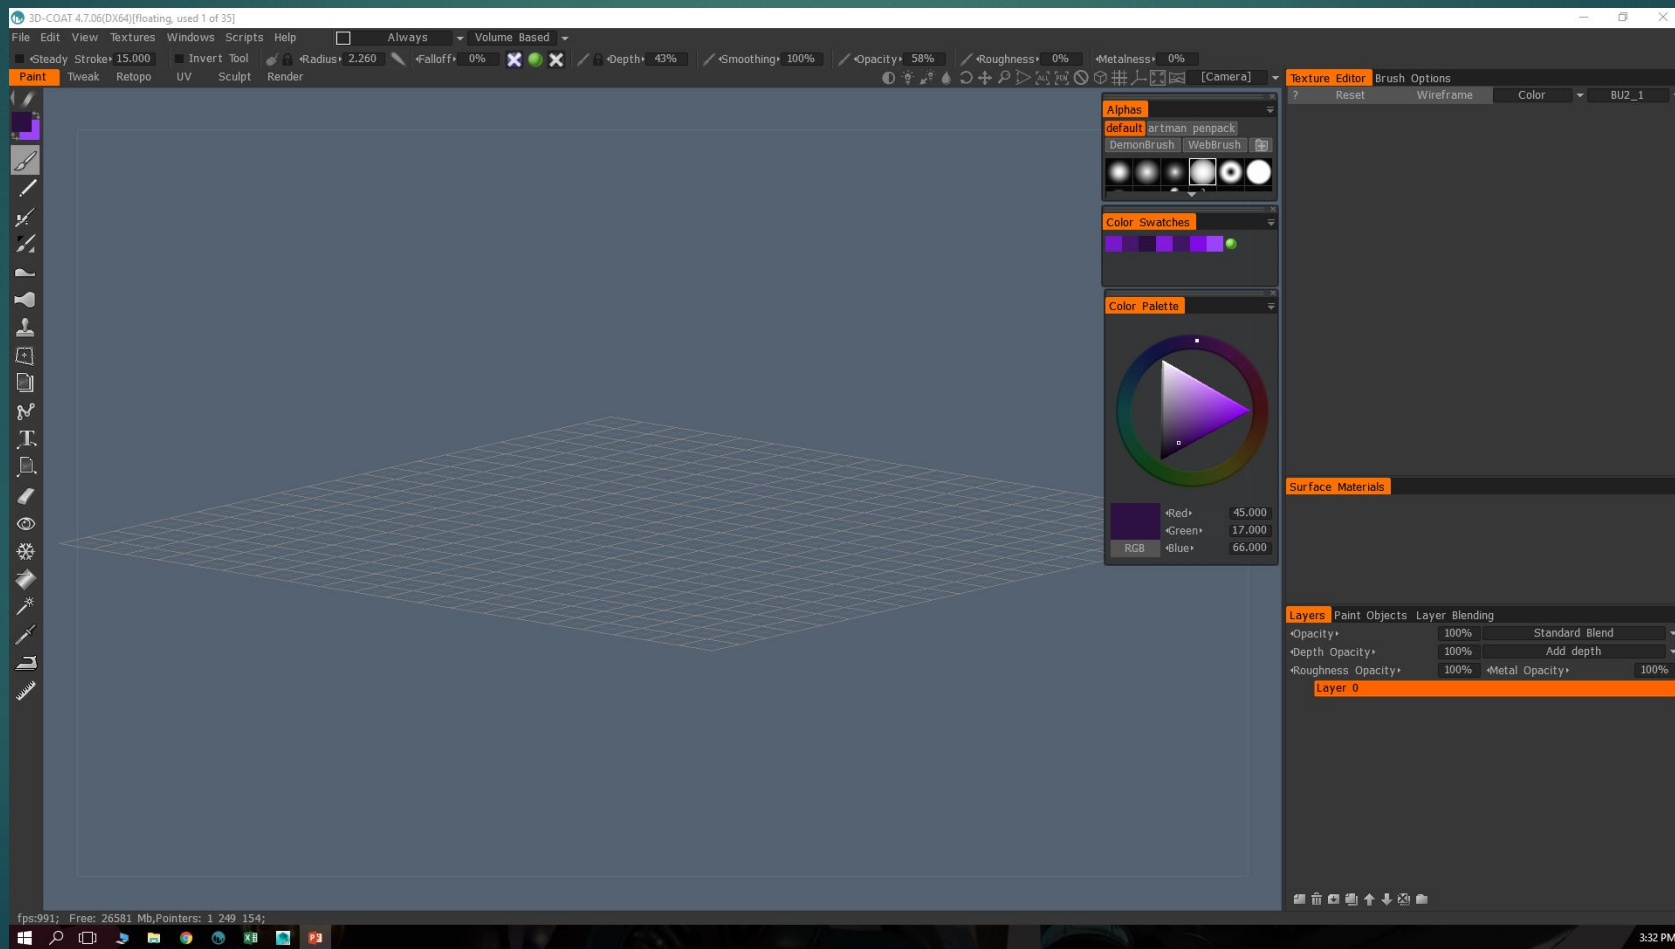 3D-COAT 4.7.06(DX64)[floating, used 1 of 35]
File Edit View Textures Windows Scripts Help Always Volume Based
Steady Stroke 15.000 Invert Tool Radius 2.260 Falloff 0% Depth 43% Smoothing 100% Opacity 58% Roughness 0% Metalness 0%
Paint Tweak Retopo UV Sculpt Render [Camera]
Texture Editor Brush Options
? Reset Wireframe Color BU2_1
Alphas
default artman penpack
DemonBrush WebBrush
Color Swatches
Color Palette
Red 45.000
Green 17.000
RGB Blue 66.000
Surface Materials
Layers Paint Objects Layer Blending
Opacity 100% Standard Blend
Depth Opacity 100% Add depth
Roughness Opacity 100% Metal Opacity 100%
Layer 0
fps:991; Free: 26581 Mb,Pointers: 1 249 154;
3:32 PM